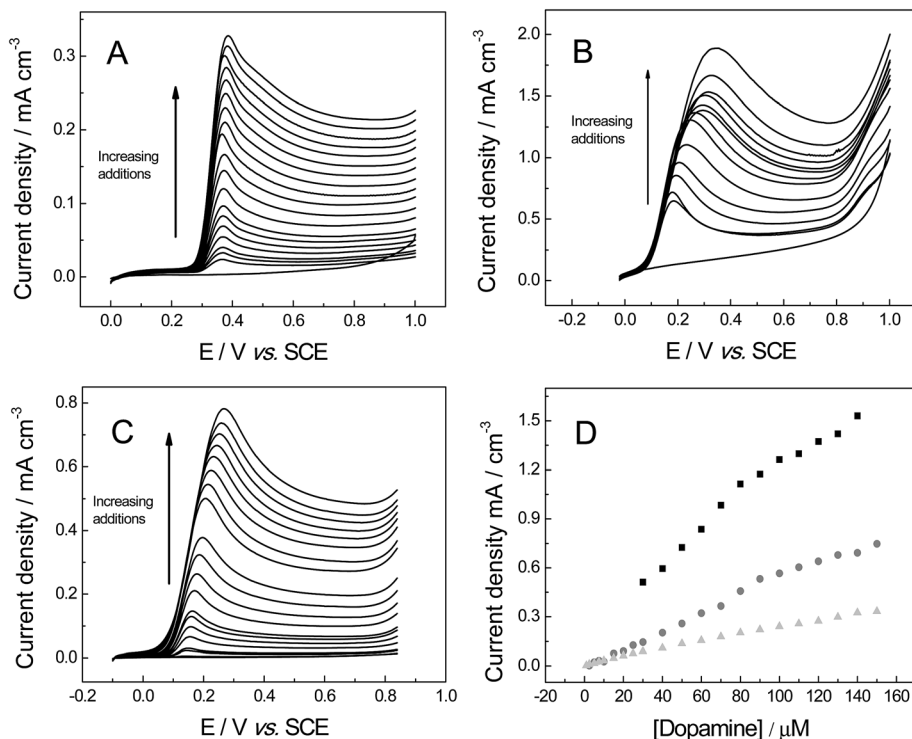 A
Increasing
additions
Current density / mA cm⁻³
0.3
0.2
0.1
0.0
0.0 0.2 0.4 0.6 0.8 1.0
E / V vs. SCE
B
Increasing
additions
Current density / mA cm⁻³
2.0
1.5
1.0
0.5
0.0
-0.2 0.0 0.2 0.4 0.6 0.8 1.0
E / V vs. SCE
C
Increasing
additions
Current density / mA cm⁻³
0.8
0.6
0.4
0.2
0.0
-0.2 0.0 0.2 0.4 0.6 0.8
E / V vs. SCE
D
Current density mA / cm⁻³
1.5
1.2
0.9
0.6
0.3
0.0
-20 0 20 40 60 80 100 120 140 160
[Dopamine] / μM